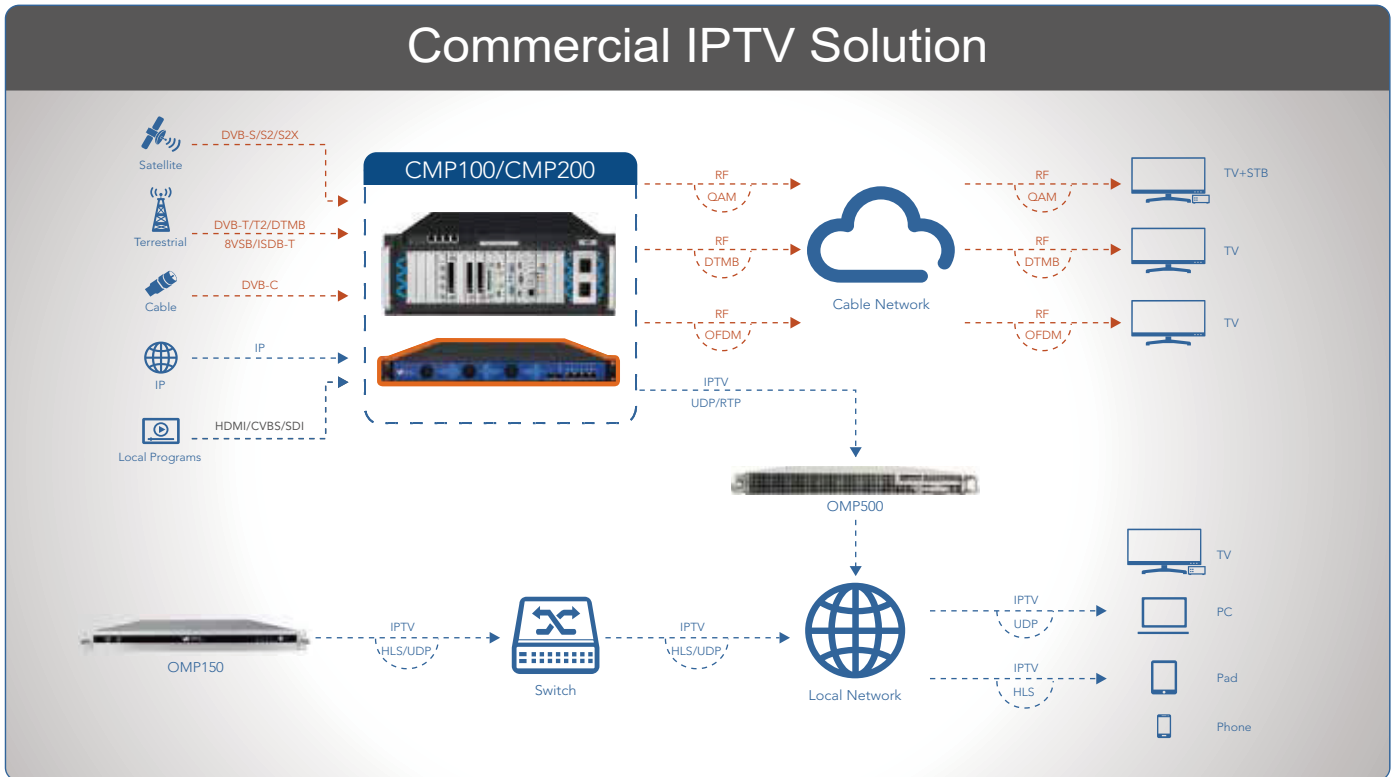 Commercial IPTV Solution
Satellite
DVB-S/S2/S2X
Terrestrial
DVB-T/T2/DTMB
8VSB/ISDB-T
Cable
DVB-C
IP
IP
Local Programs
HDMI/CVBS/SDI
CMP100/CMP200
RF
QAM
RF
DTMB
RF
OFDM
Cable Network
RF
QAM
RF
DTMB
RF
OFDM
TV+STB
TV
TV
IPTV
UDP/RTP
OMP500
OMP150
IPTV
HLS/UDP
Switch
IPTV
HLS/UDP
Local Network
IPTV
UDP
IPTV
HLS
TV
PC
Pad
Phone